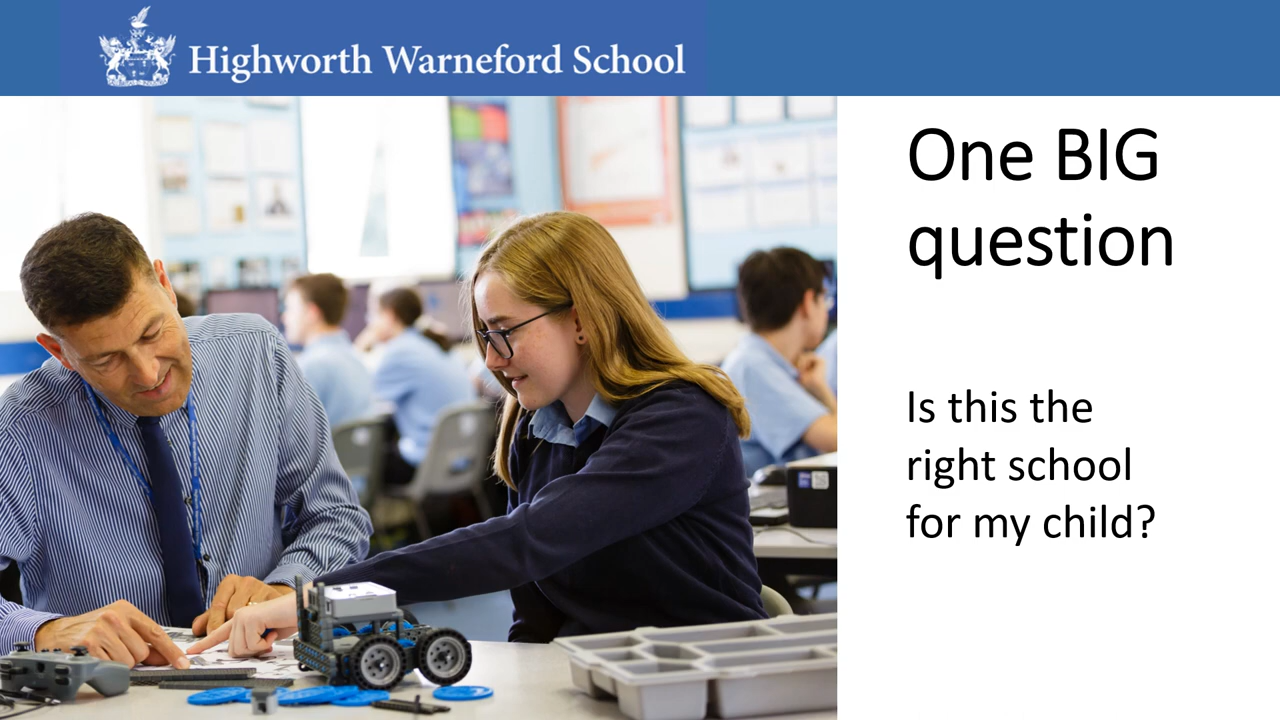 Highworth Warneford School
One BIG
question
Is this the
right school
for my child?